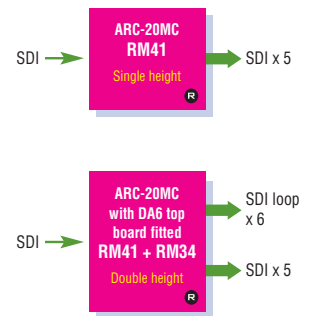 ARC-20MC
RM41
SDI
SDI x 5
Single height
R
ARC-20MC
with DA6 top
board fitted
RM41 + RM34
Double height
R
SDI
SDI loop
x 6
SDI x 5